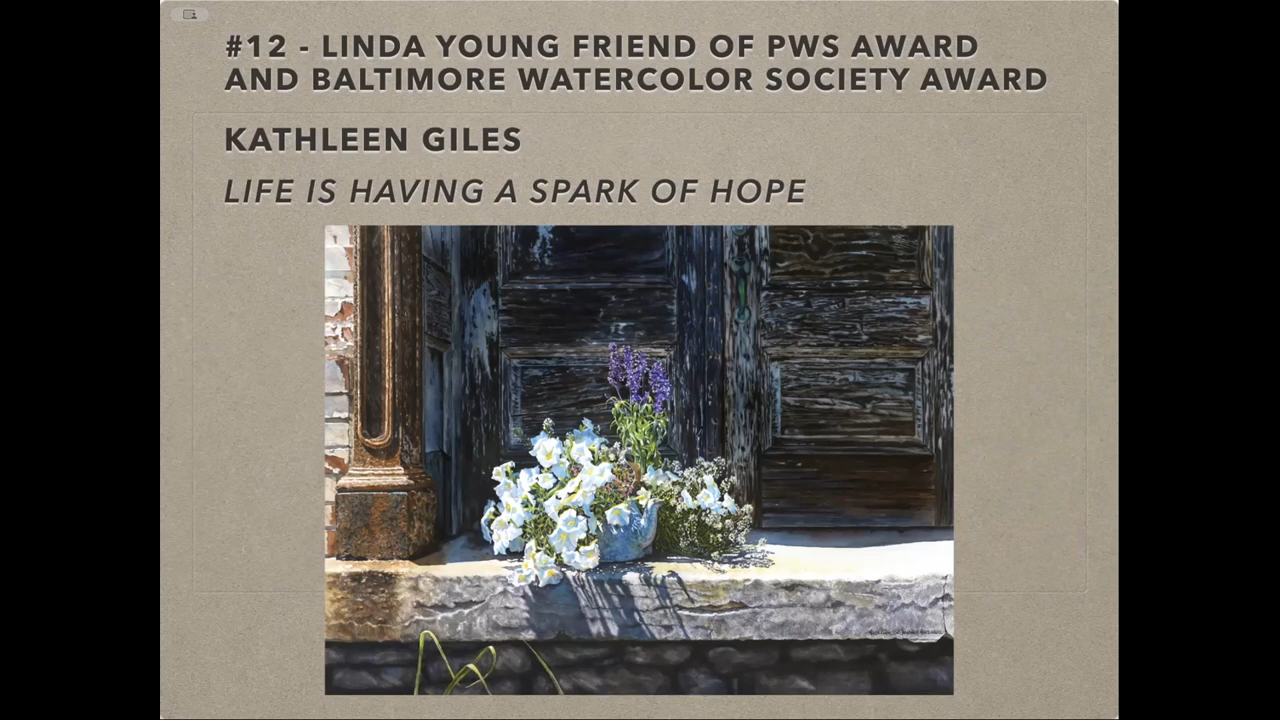 #12 - LINDA YOUNG FRIEND OF PWS AWARD
AND BALTIMORE WATERCOLOR SOCIETY AWARD
KATHLEEN GILES
LIFE IS HAVING A SPARK OF HOPE